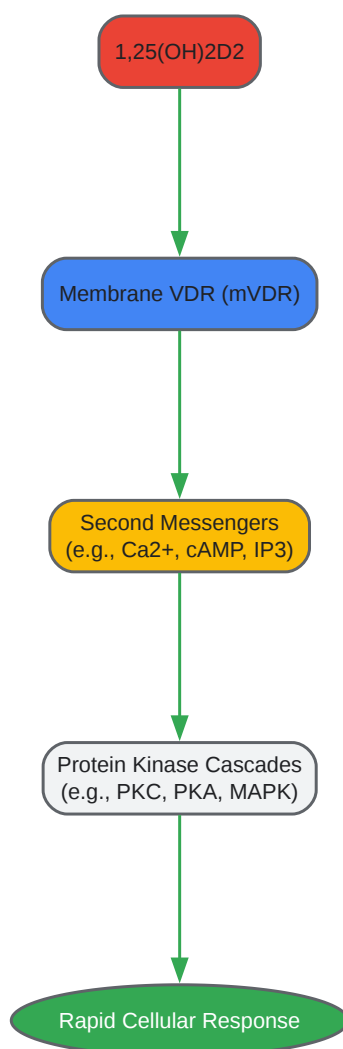 1,25(OH)2D2
Membrane VDR (mVDR)
Second Messengers
(e.g., Ca2+, cAMP, IP3)
Protein Kinase Cascades
(e.g., PKC, PKA, MAPK)
Rapid Cellular Response